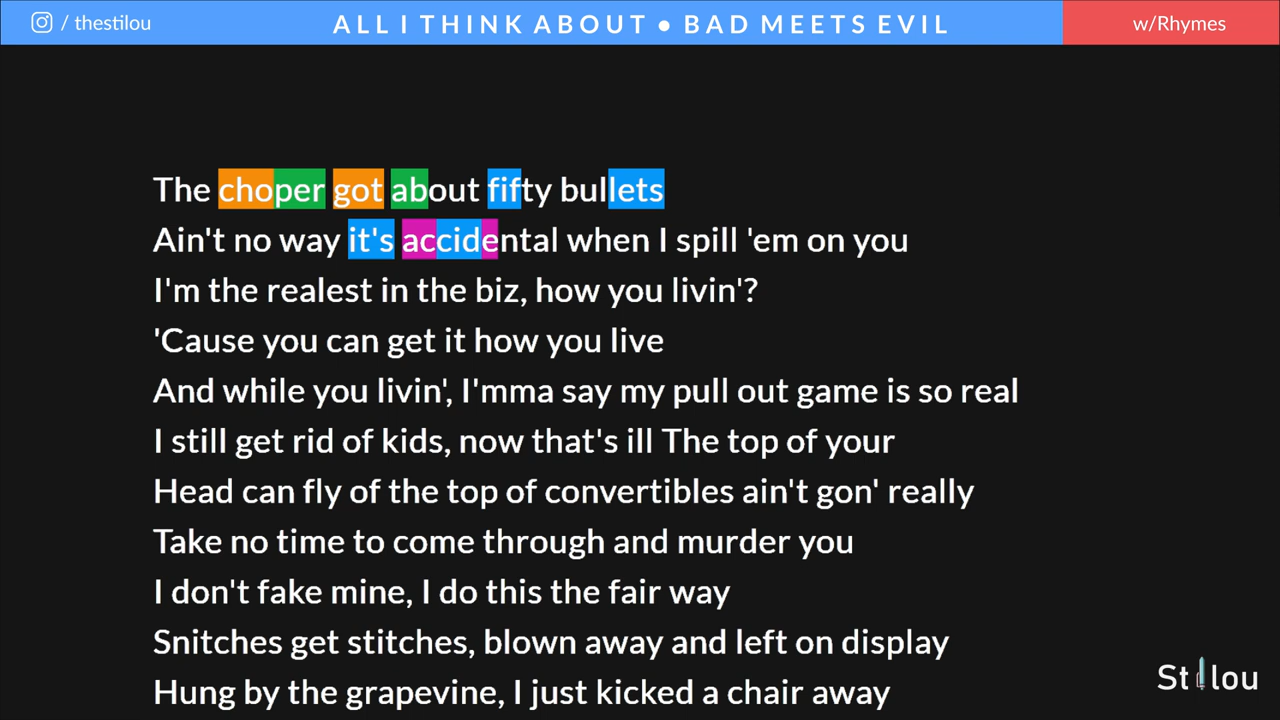 / thestilou
ALL I THINK ABOUT • BAD MEETS EVIL
w/Rhymes
The choper got about fifty bullets
Ain't no way it's accidental when I spill 'em on you
I'm the realest in the biz, how you livin'?
'Cause you can get it how you live
And while you livin', I'mma say my pull out game is so real
I still get rid of kids, now that's ill The top of your
Head can fly of the top of convertibles ain't gon' really
Take no time to come through and murder you
I don't fake mine, I do this the fair way
Snitches get stitches, blown away and left on display
Hung by the grapevine, I just kicked a chair away
Stilou